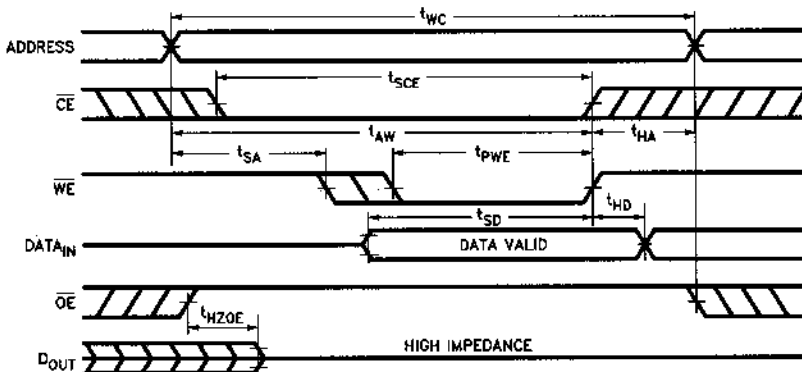 tWC
ADDRESS
tSCE
CE
tAW
tHA
tSA
tPWE
WE
tHD
tSD
DATAIN
DATA VALID
OE
tHZOE
HIGH IMPEDANCE
DOUT